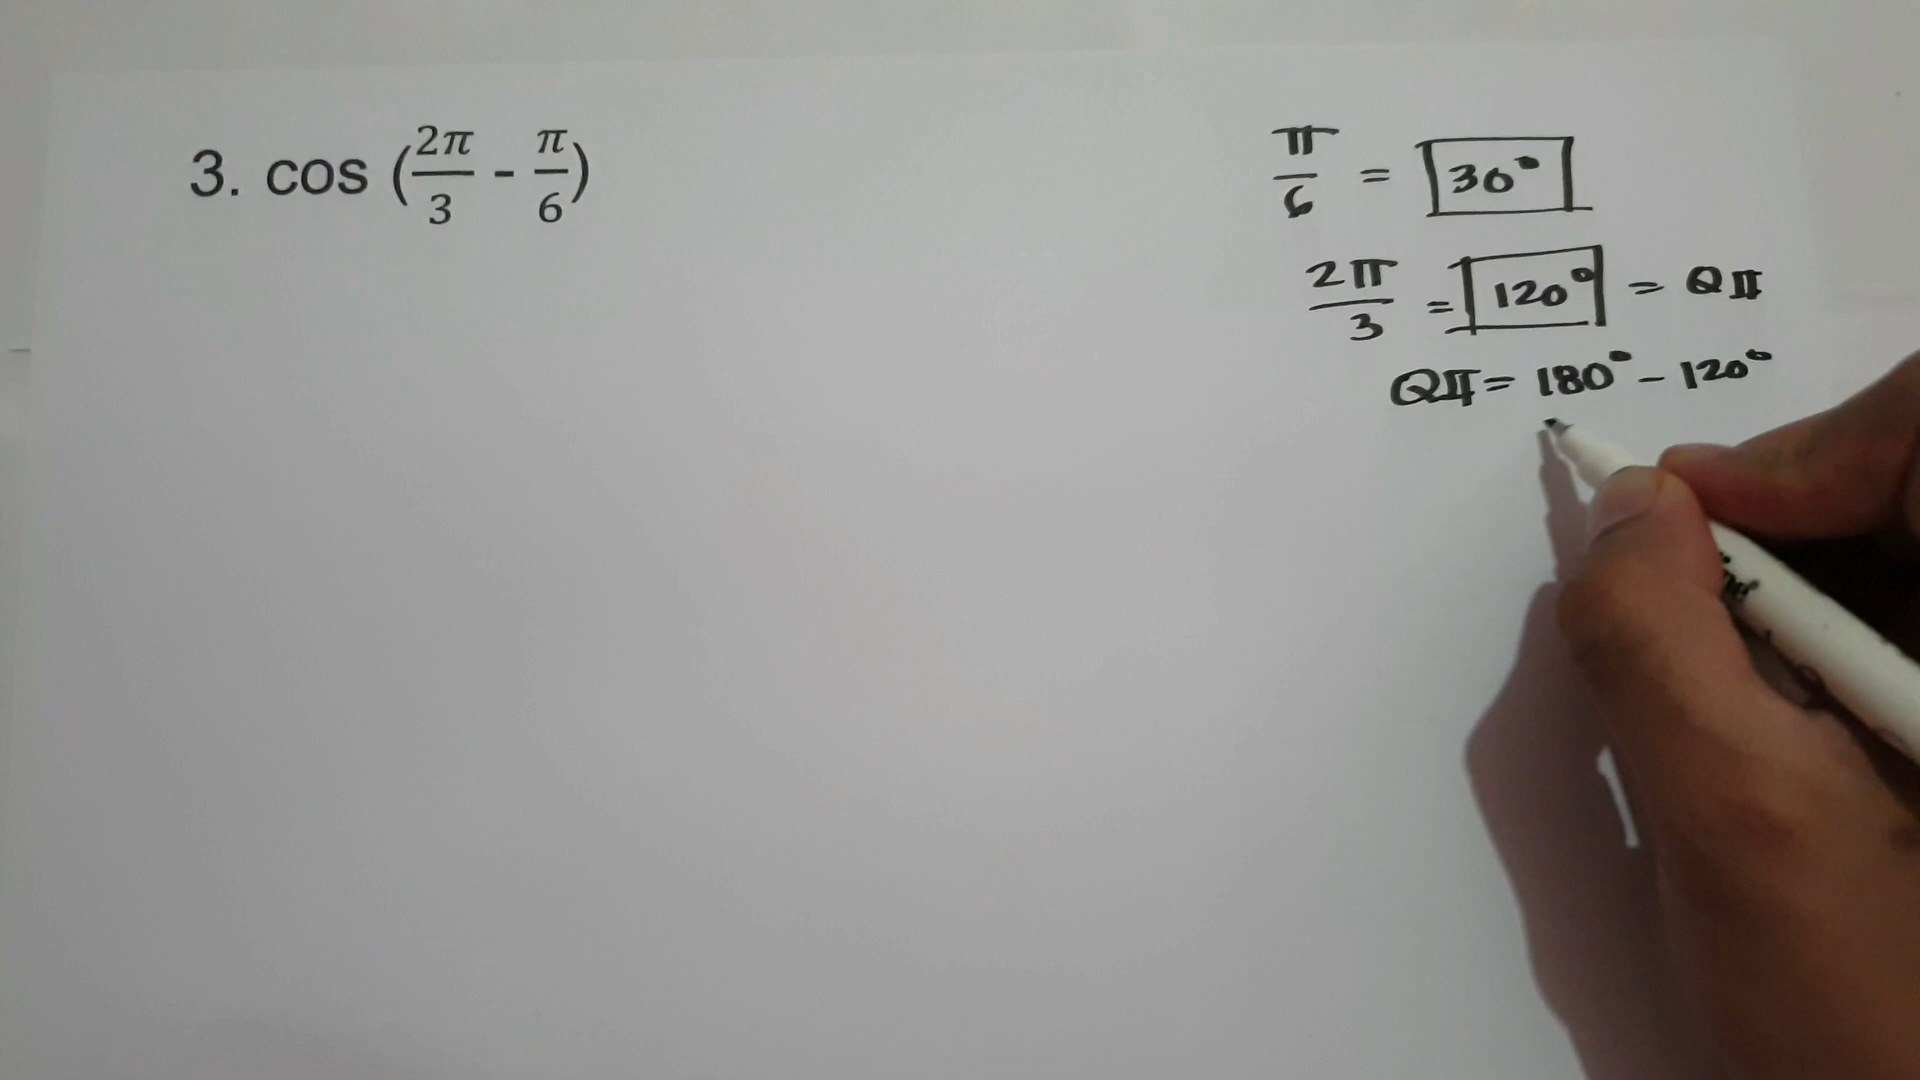 3. cos (2π/3 - π/6)
π/6 = 30°
2π/3 = 120° = QII
QII = 180° - 120°